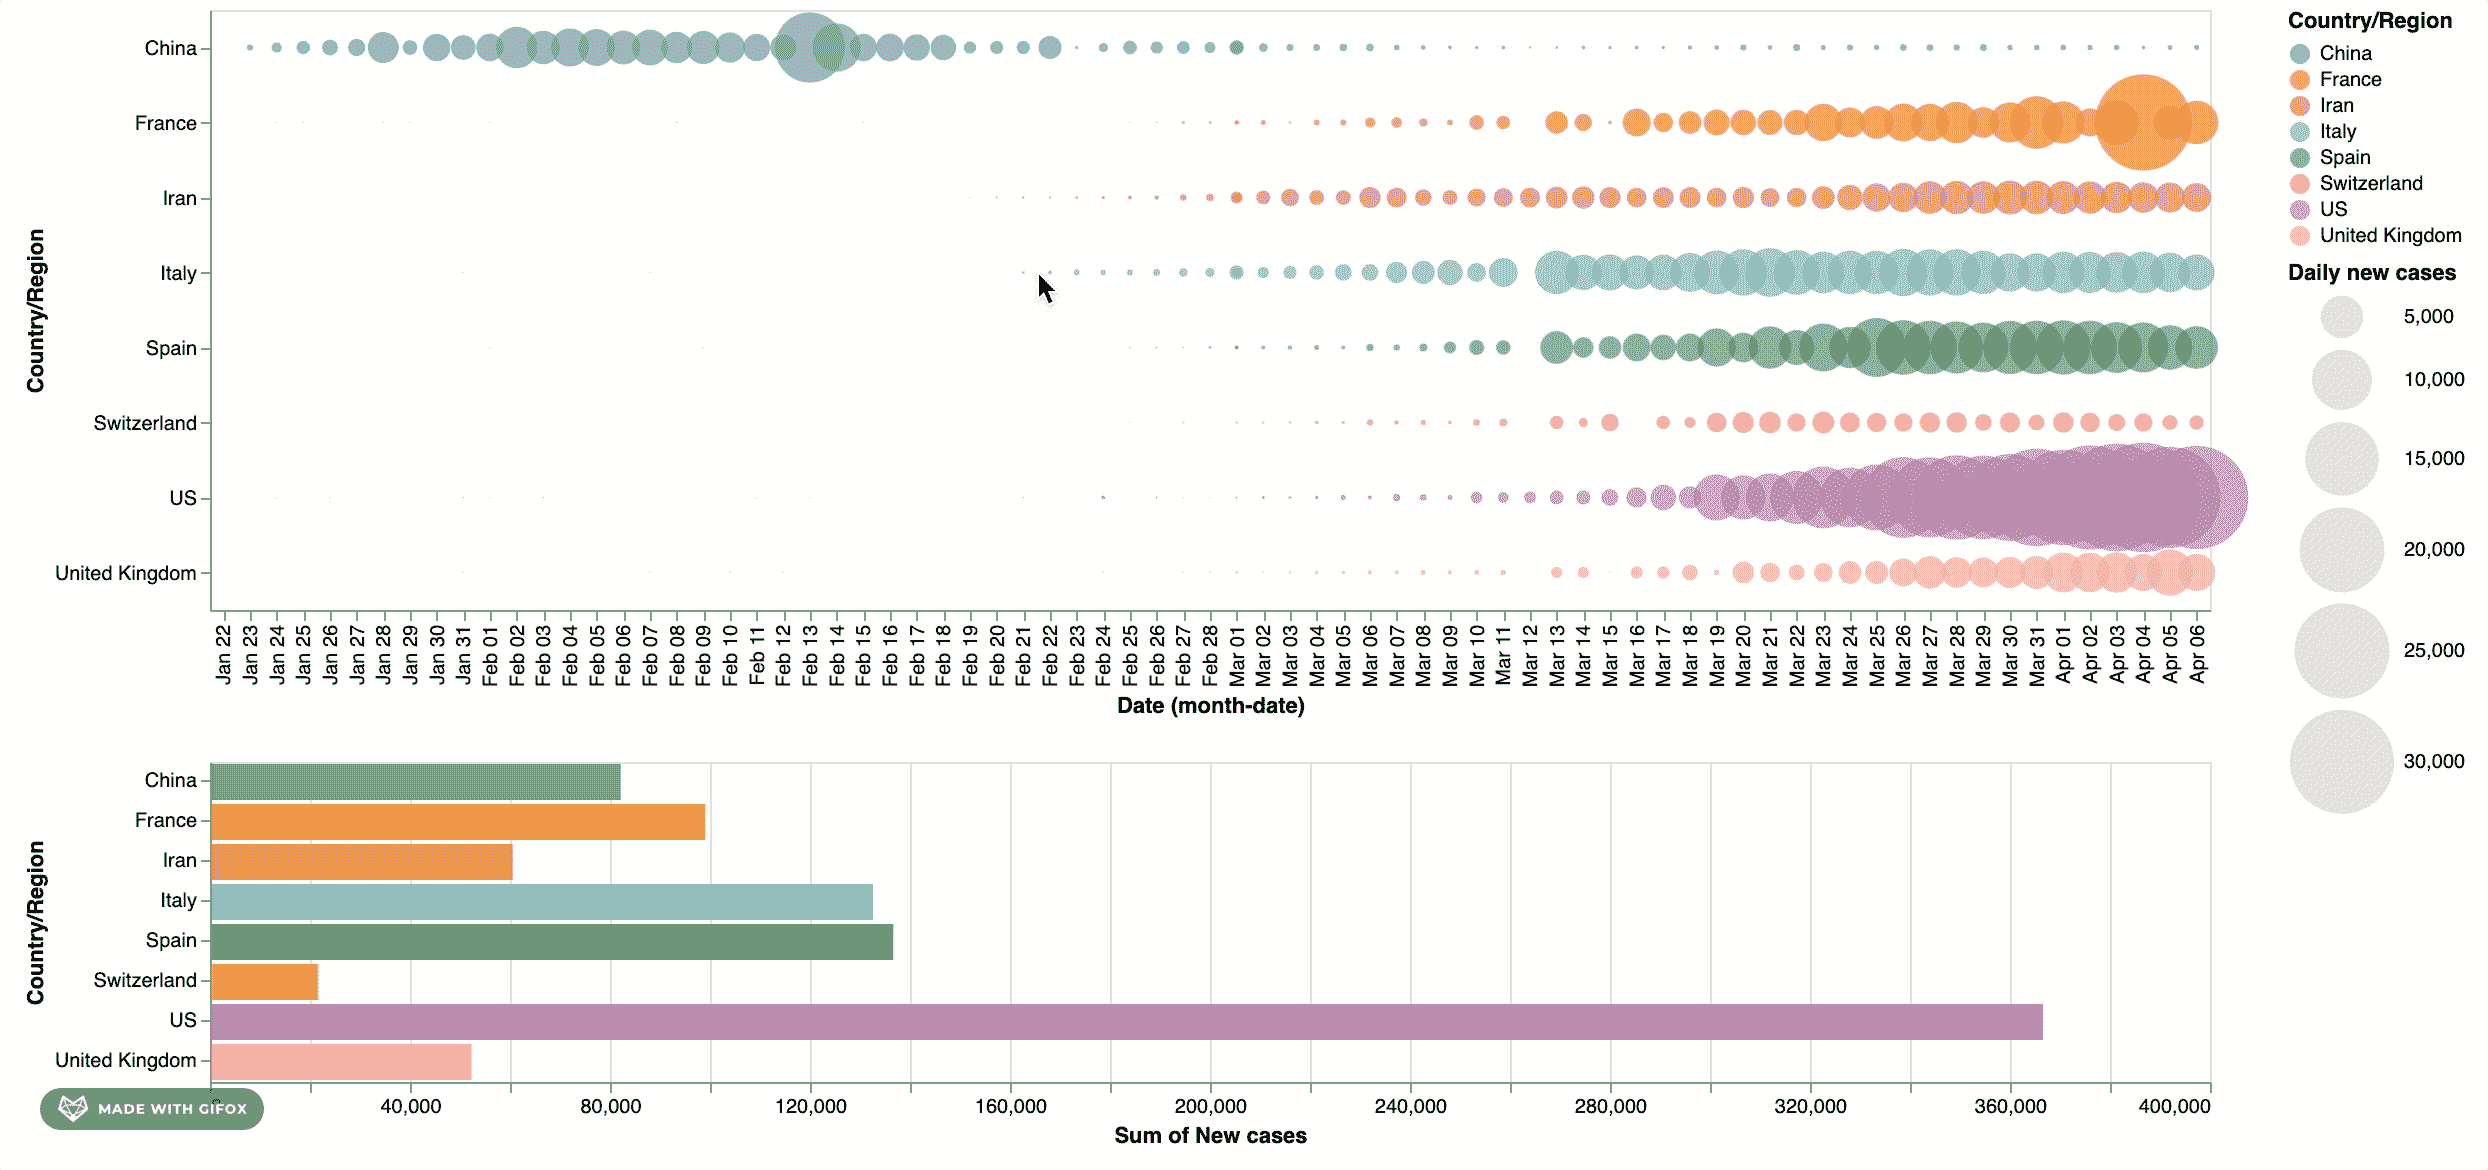 Country/Region
China
France
Iran
Italy
Spain
Switzerland
US
United Kingdom
Jan 22
Jan 23
Jan 24
Jan 25
Jan 26
Jan 27
Jan 28
Jan 29
Jan 30
Jan 31
Feb 01
Feb 02
Feb 03
Feb 04
Feb 05
Feb 06
Feb 07
Feb 08
Feb 09
Feb 10
Feb 11
Feb 12
Feb 13
Feb 14
Feb 15
Feb 16
Feb 17
Feb 18
Feb 19
Feb 20
Feb 21
Feb 22
Feb 23
Feb 24
Feb 25
Feb 26
Feb 27
Feb 28
Mar 01
Mar 02
Mar 03
Mar 04
Mar 05
Mar 06
Mar 07
Mar 08
Mar 09
Mar 10
Mar 11
Mar 12
Mar 13
Mar 14
Mar 15
Mar 16
Mar 17
Mar 18
Mar 19
Mar 20
Mar 21
Mar 22
Mar 23
Mar 24
Mar 25
Mar 26
Mar 27
Mar 28
Mar 29
Mar 30
Mar 31
Apr 01
Apr 02
Apr 03
Apr 04
Apr 05
Apr 06
Date (month-date)
Country/Region
China
France
Iran
Italy
Spain
Switzerland
US
United Kingdom
Daily new cases
5,000
10,000
15,000
20,000
25,000
30,000
Country/Region
China
France
Iran
Italy
Spain
Switzerland
US
United Kingdom
40,000
80,000
120,000
160,000
200,000
240,000
280,000
320,000
360,000
400,000
Sum of New cases
MADE WITH GIFOX